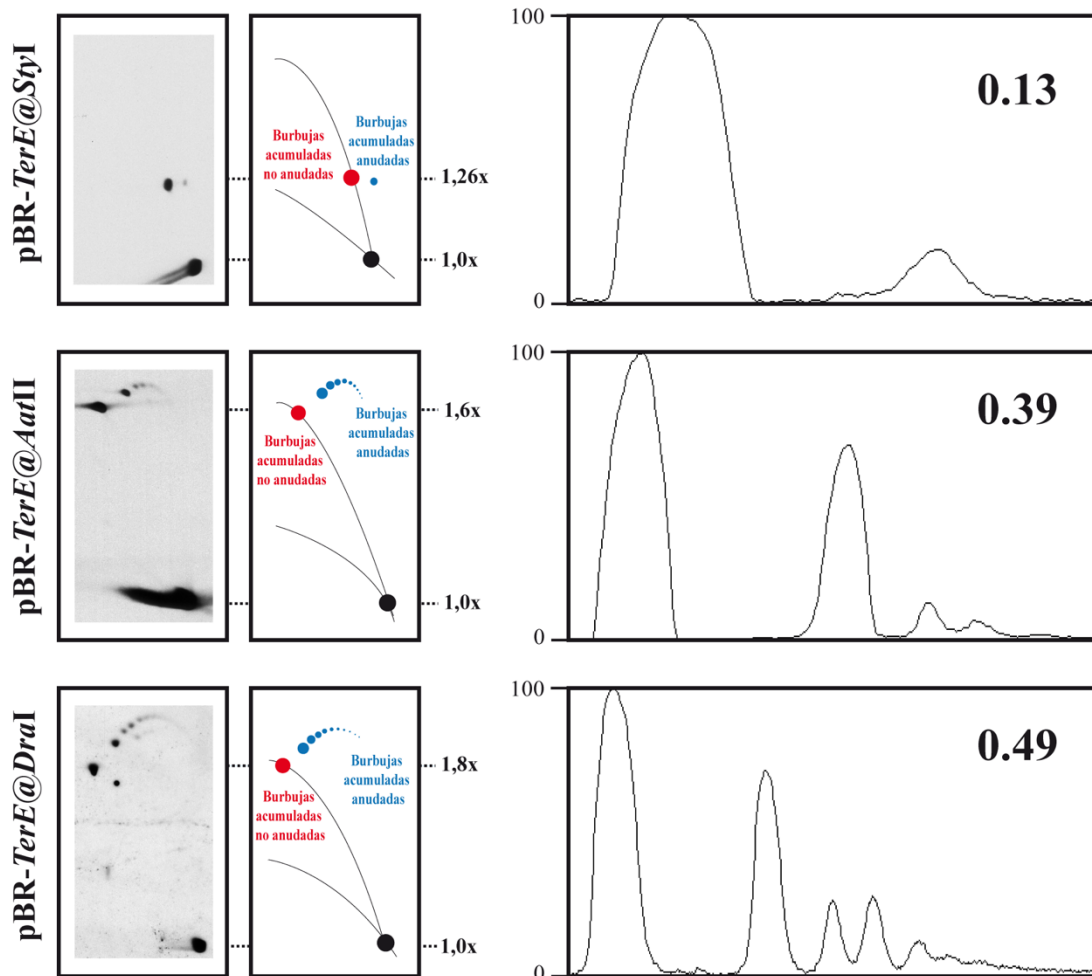 pBR-TerE@StyI
Burbujas
acumuladas
no anudadas
Burbujas
acumuladas
anudadas
1,26x
1,0x
100
0
0.13
pBR-TerE@AatII
Burbujas
acumuladas
no anudadas
Burbujas
acumuladas
anudadas
1,6x
1,0x
100
0
0.39
pBR-TerE@DraI
Burbujas
acumuladas
no anudadas
Burbujas
acumuladas
anudadas
1,8x
1,0x
100
0
0.49